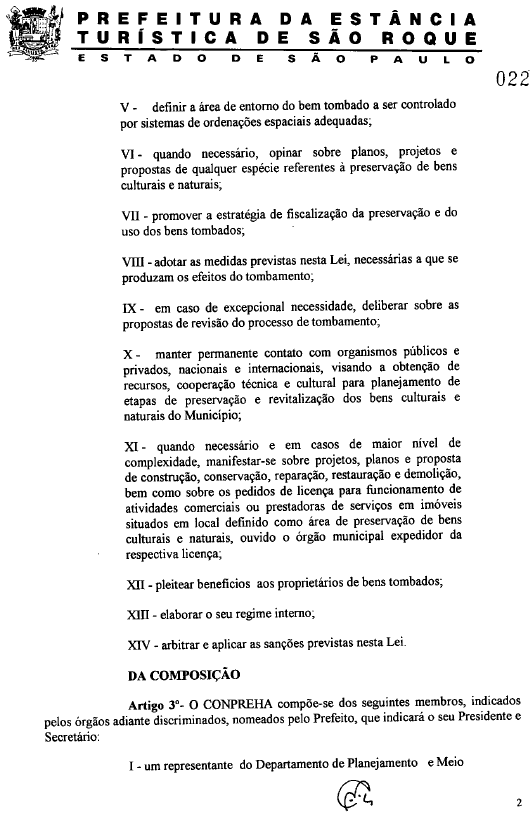 PREFEITURA DA ESTÂNCIA
TURÍSTICA DE SÃO ROQUE
ESTADO DE SÃO PAULO
022
V - definir a área de entorno do bem tombado a ser controlado
por sistemas de ordenações espaciais adequadas;
VI - quando necessário, opinar sobre planos, projetos e
propostas de qualquer espécie referentes à preservação de bens
culturais e naturais;
VII - promover a estratégia de fiscalização da preservação e do
uso dos bens tombados;
VIII - adotar as medidas previstas nesta Lei, necessárias a que se
produzam os efeitos do tombamento;
IX - em caso de excepcional necessidade, deliberar sobre as
propostas de revisão do processo de tombamento;
X - manter permanente contato com organismos públicos e
privados, nacionais e internacionais, visando a obtenção de
recursos, cooperação técnica e cultural para planejamento de
etapas de preservação e revitalização dos bens culturais e
naturais do Município;
XI - quando necessário e em casos de maior nível de
complexidade, manifestar-se sobre projetos, planos e proposta
de construção, conservação, reparação, restauração e demolição,
bem como sobre os pedidos de licença para funcionamento de
atividades comerciais ou prestadoras de serviços em imóveis
situados em local definido como área de preservação de bens
culturais e naturais, ouvido o órgão municipal expedidor da
respectiva licença;
XII - pleitear benefícios aos proprietários de bens tombados;
XIII - elaborar o seu regime interno;
XIV - arbitrar e aplicar as sanções previstas nesta Lei.
DA COMPOSIÇÃO
Artigo 3º- O CONPREHA compõe-se dos seguintes membros, indicados
pelos órgãos adiante discriminados, nomeados pelo Prefeito, que indicará o seu Presidente e
Secretário:
I - um representante do Departamento de Planejamento e Meio
2